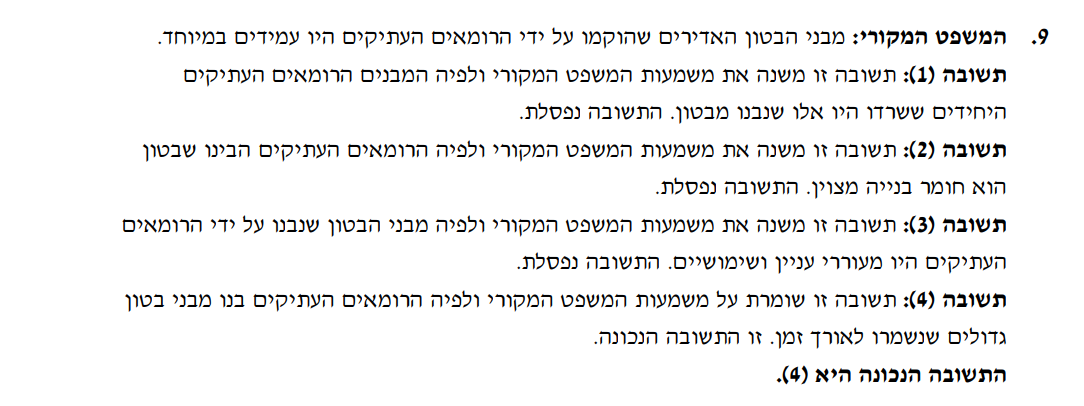 9. המשפט המקורי: מבני הבטון האדירים שהוקמו על ידי הרומאים העתיקים היו עמידים במיוחד.
תשובה (1): תשובה זו משנה את משמעות המשפט המקורי ולפיה המבנים הרומאים העתיקים
היחידים ששרדו היו אלו שנבנו מבטון. התשובה נפסלת.
תשובה (2): תשובה זו משנה את משמעות המשפט המקורי ולפיה הרומאים העתיקים הבינו שבטון
הוא חומר בנייה מצוין. התשובה נפסלת.
תשובה (3): תשובה זו משנה את משמעות המשפט המקורי ולפיה מבני הבטון שנבנו על ידי הרומאים
העתיקים היו מעוררי עניין ושימושיים. התשובה נפסלת.
תשובה (4): תשובה זו שומרת על משמעות המשפט המקורי ולפיה הרומאים העתיקים בנו מבני בטון
גדולים שנשמרו לאורך זמן. זו התשובה הנכונה.
התשובה הנכונה היא (4).